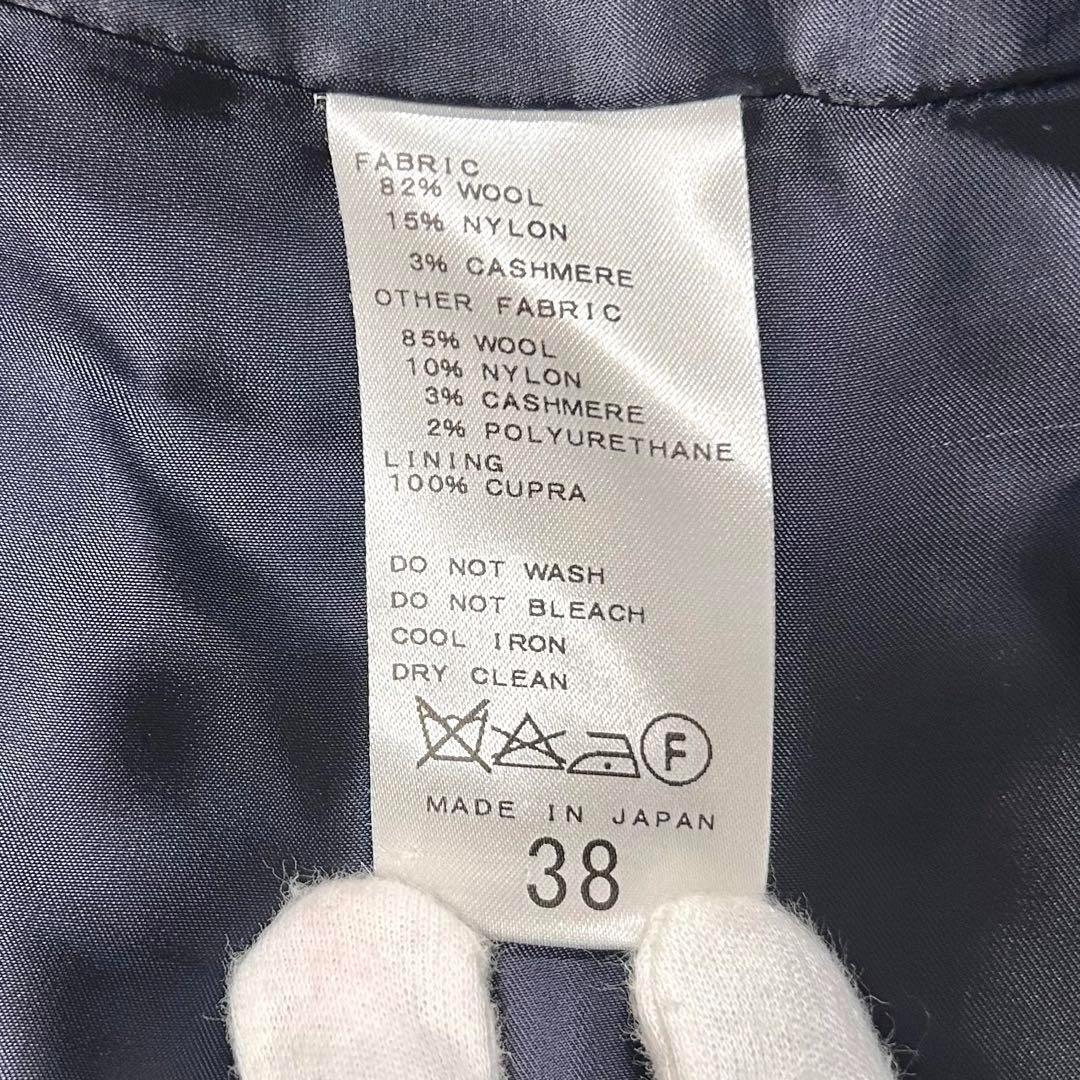 FABRIC
82% WOOL
15% NYLON
3% CASHMERE
OTHER FABRIC
85% WOOL
10% NYLON
3% CASHMERE
2% POLYURETHANE
LINING
100% CUPRA
DO NOT WASH
DO NOT BLEACH
COOL IRON
DRY CLEAN
F
MADE IN JAPAN
38